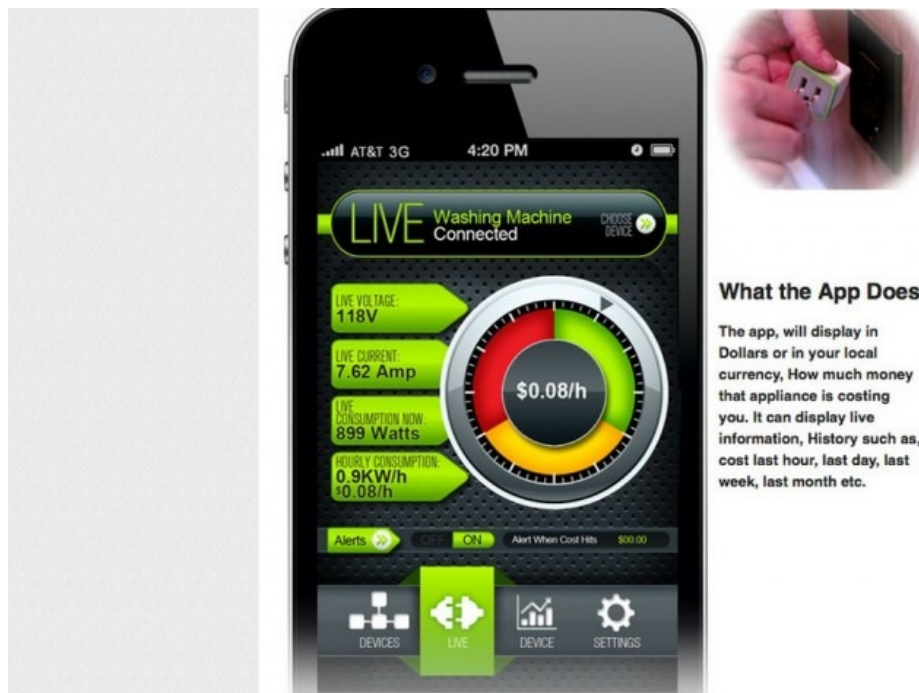 AT&T 3G 4:20 PM
LIVE Washing Machine
Connected
CHOOSE
DEVICE
LIVE VOLTAGE:
118V
LIVE CURRENT:
7.62 Amp
LIVE
CONSUMPTION NOW:
899 Watts
HOURLY CONSUMPTION:
0.9KW/h
$0.08/h
$0.08/h
Alerts OFF ON Alert When Cost Hits $00.00
DEVICES LIVE DEVICE SETTINGS
What the App Does
The app, will display in
Dollars or in your local
currency, How much money
that appliance is costing
you. It can display live
information, History such as,
cost last hour, last day, last
week, last month etc.